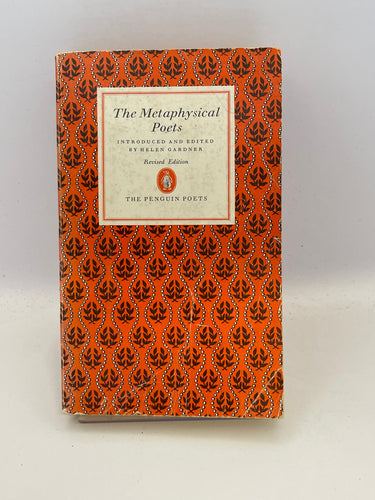 The Metaphysical
Poets
INTRODUCED AND EDITED
BY HELEN GARDNER
Revised Edition
THE PENGUIN POETS